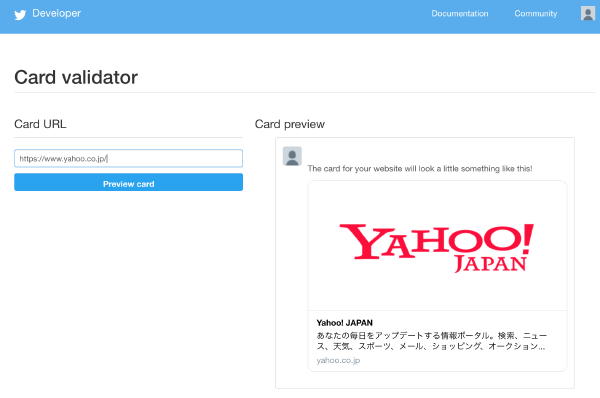 Developer
Documentation
Community
Card validator
Card URL
https://www.yahoo.co.jp/
Preview card
Card preview
The card for your website will look a little something like this!
YAHOO!
JAPAN
Yahoo! JAPAN
あなたの毎日をアップデートする情報ポータル。検索、ニュー
ス、天気、スポーツ、メール、ショッピング、オークション...
yahoo.co.jp